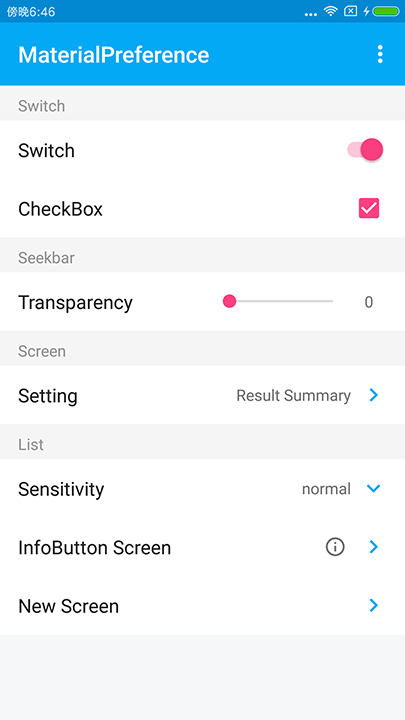 傍晚6:46
MaterialPreference
Switch
Switch
CheckBox
Seekbar
Transparency 0
Screen
Setting Result Summary
List
Sensitivity normal
InfoButton Screen
New Screen